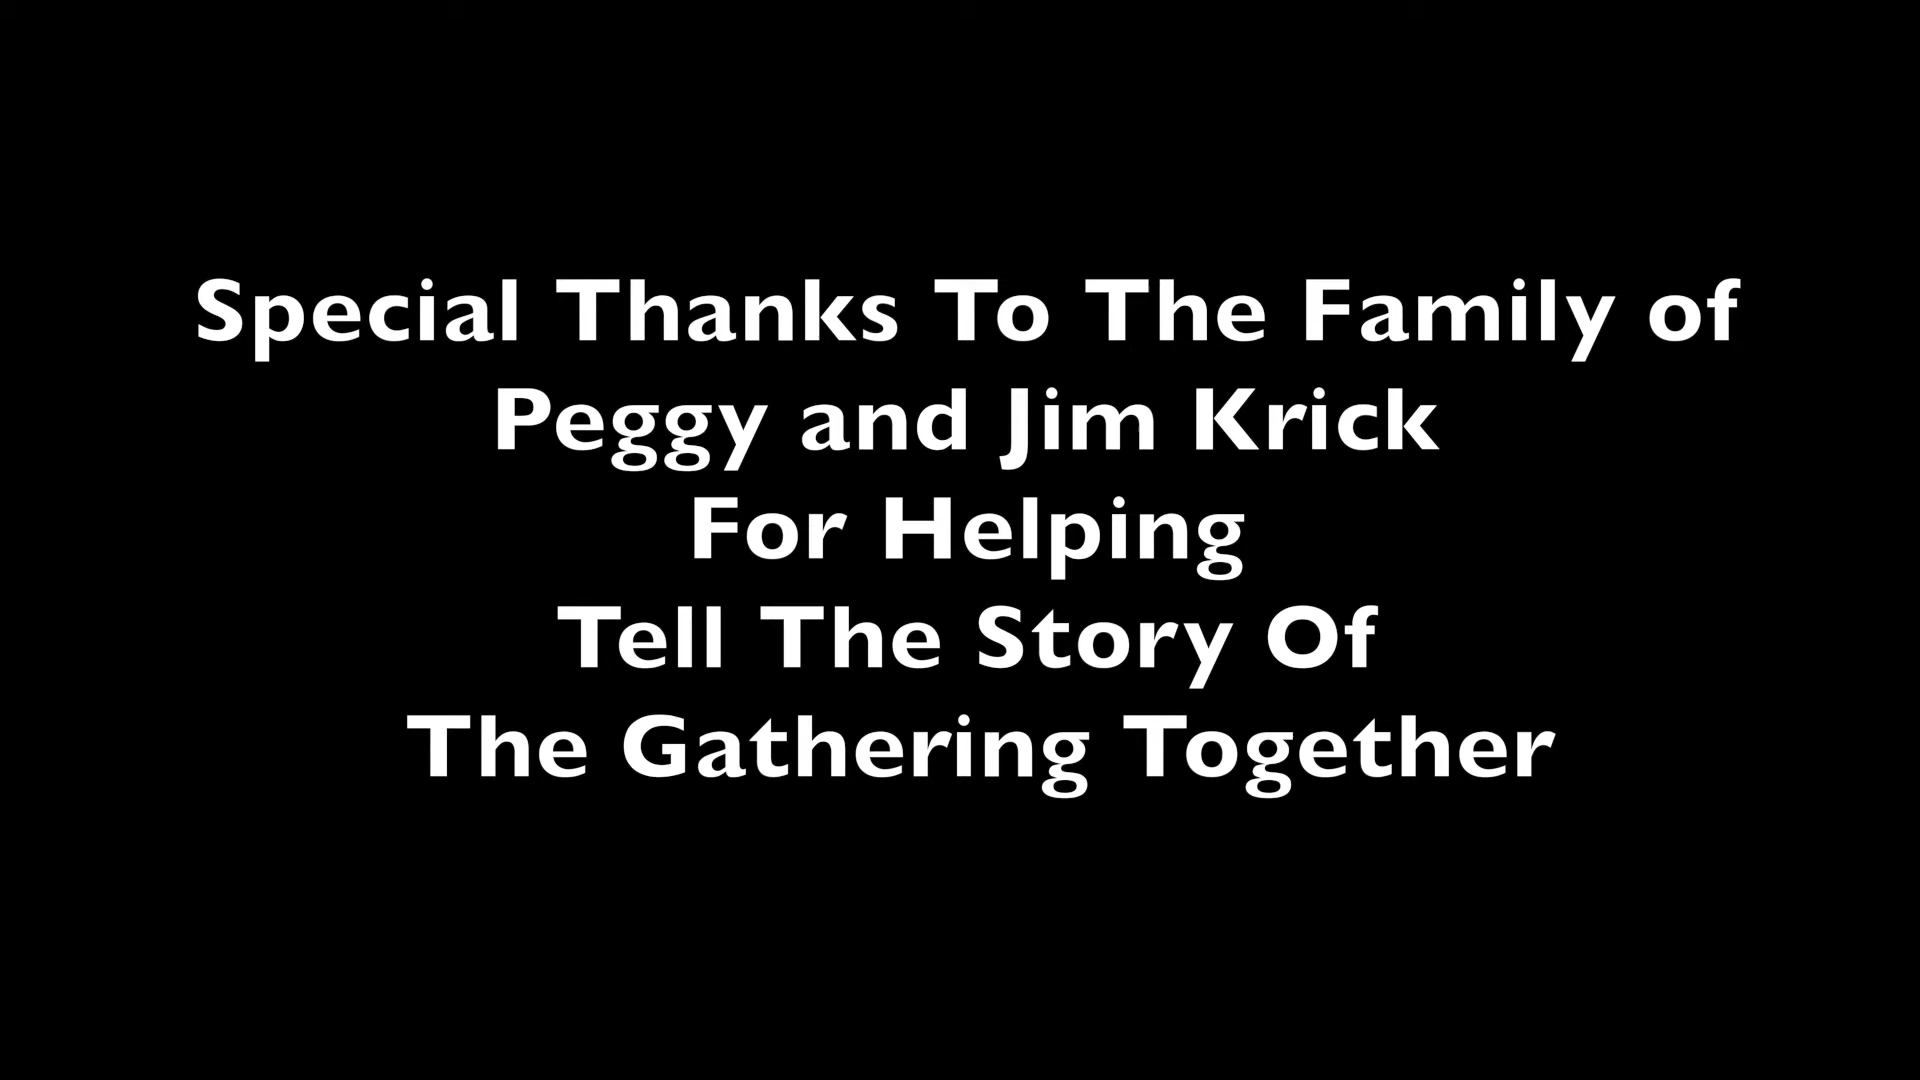 Special Thanks To The Family of
Peggy and Jim Krick
For Helping
Tell The Story Of
The Gathering Together